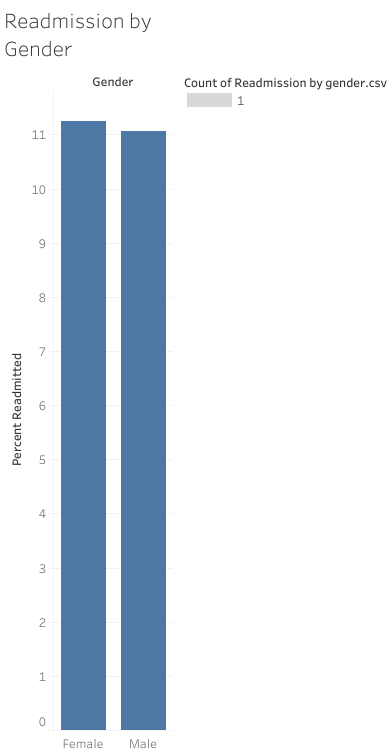 Readmission by
Gender
Gender
Count of Readmission by gender.csv
1
Percent Readmitted
11
10
9
8
7
6
5
4
3
2
1
0
Female
Male